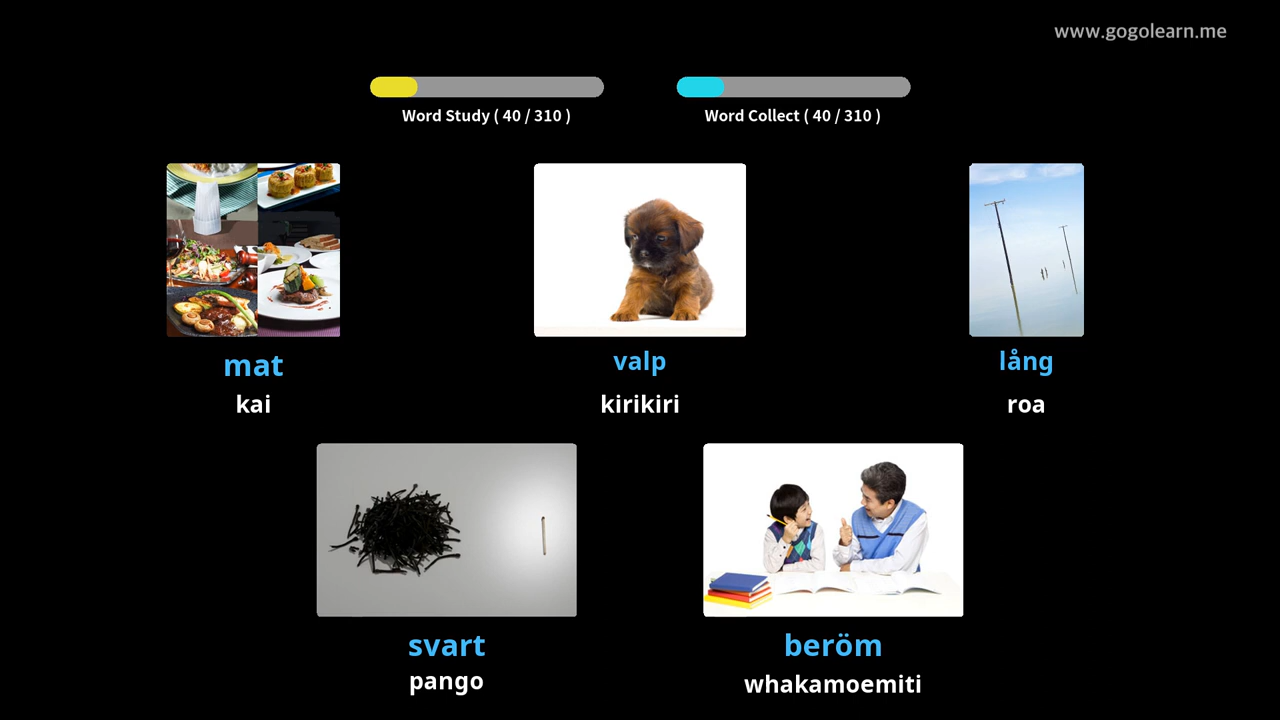 www.gogolearn.me
Word Study ( 40 / 310 )
Word Collect ( 40 / 310 )
mat
kai
valp
kirikiri
lång
roa
svart
pango
beröm
whakamoemiti